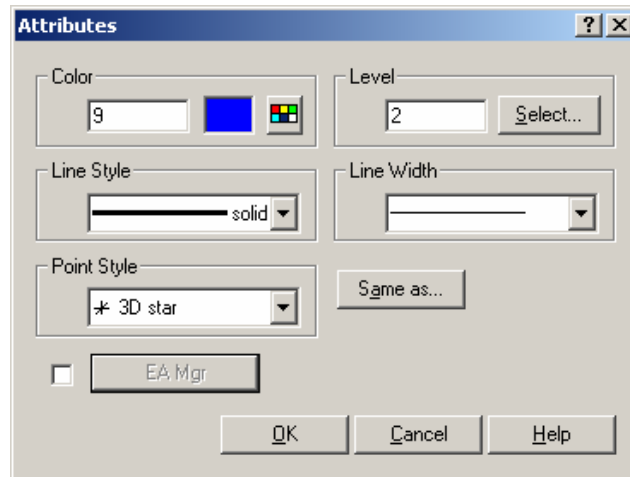 Attributes
Color
9
Level
2
Select...
Line Style
solid
Line Width
Point Style
3D star
Same as...
EA Mgr
OK
Cancel
Help